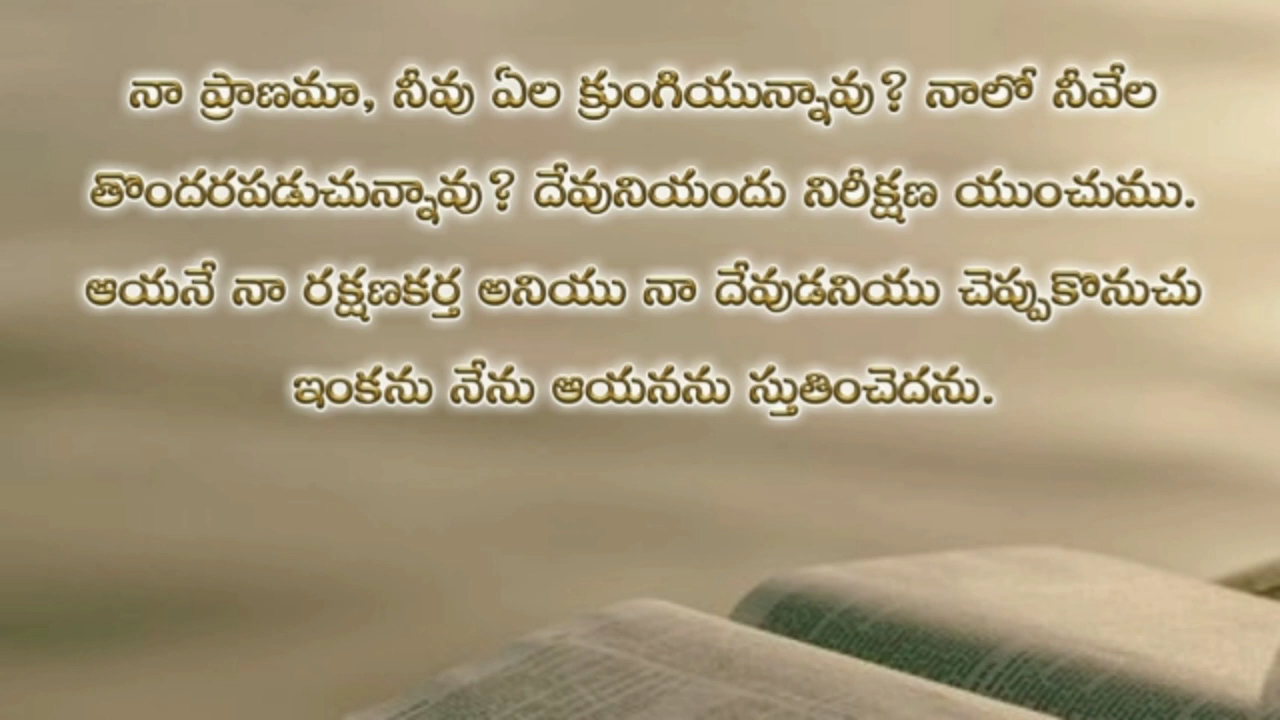 నా ప్రాణమా, నీవు ఏల క్రుంగియున్నావు? నాలో నీవేల
తొందరపడుచున్నావు? దేవునియందు నిరీక్షణ యుంచుము.
ఆయనే నా రక్షణకర్త అనియు నా దేవుడనియు చెప్పుకొనుచు
ఇంకను నేను ఆయనను స్తుతించెదను.